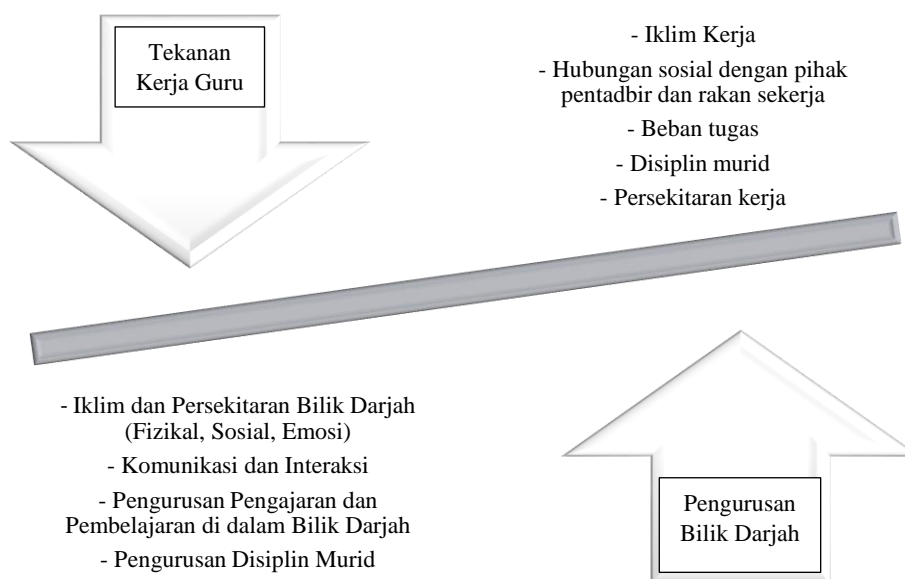 Tekanan
Kerja Guru
- Iklim Kerja
- Hubungan sosial dengan pihak
pentadbir dan rakan sekerja
- Beban tugas
- Disiplin murid
- Persekitaran kerja
- Iklim dan Persekitaran Bilik Darjah
(Fizikal, Sosial, Emosi)
- Komunikasi dan Interaksi
- Pengurusan Pengajaran dan
Pembelajaran di dalam Bilik Darjah
- Pengurusan Disiplin Murid
Pengurusan
Bilik Darjah